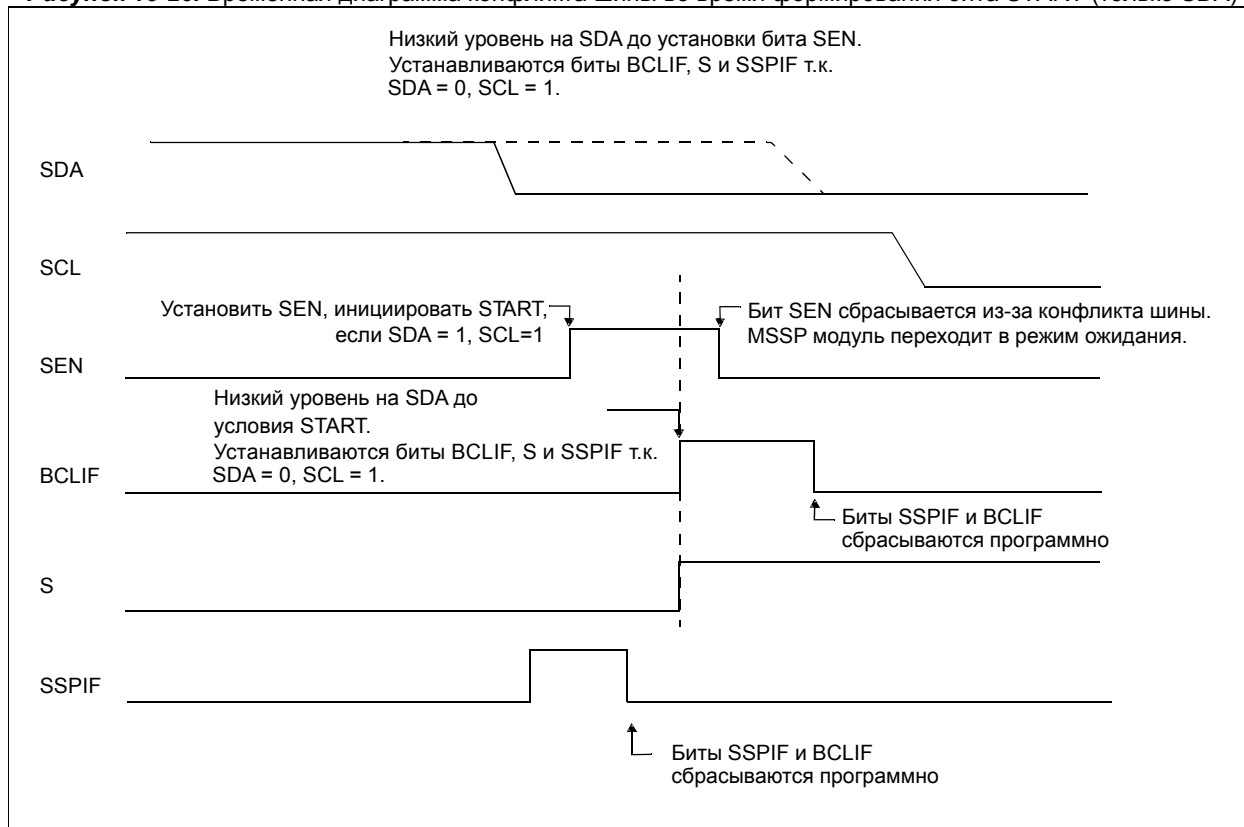 Низкий уровень на SDA до установки бита SEN.
Устанавливаются биты BCLIF, S и SSPIF т.к.
SDA = 0, SCL = 1.
SDA
SCL
Установить SEN, инициировать START,
если SDA = 1, SCL=1
Бит SEN сбрасывается из-за конфликта шины.
MSSP модуль переходит в режим ожидания.
SEN
Низкий уровень на SDA до
условия START.
Устанавливаются биты BCLIF, S и SSPIF т.к.
SDA = 0, SCL = 1.
BCLIF
Биты SSPIF и BCLIF
сбрасываются программно
S
SSPIF
Биты SSPIF и BCLIF
сбрасываются программно